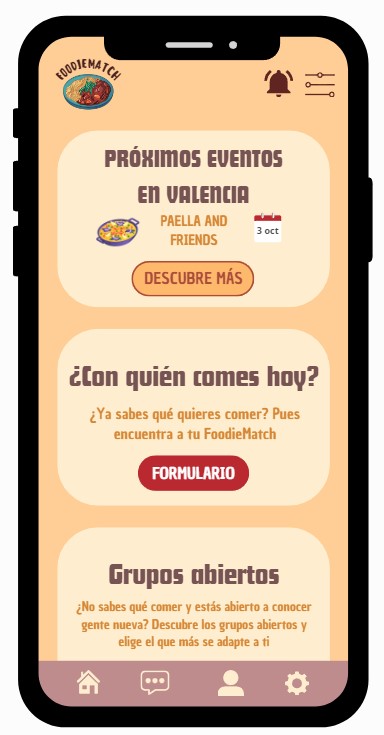 FOODIEMATCH
PRÓXIMOS EVENTOS
EN VALENCIA
PAELLA AND
FRIENDS
3 oct
DESCUBRE MÁS
¿Con quién comes hoy?
¿Ya sabes qué quieres comer? Pues
encuentra a tu FoodieMatch
FORMULARIO
Grupos abiertos
¿No sabes qué comer y estás abierto a conocer
gente nueva? Descubre los grupos abiertos y
elige el que más se adapte a ti